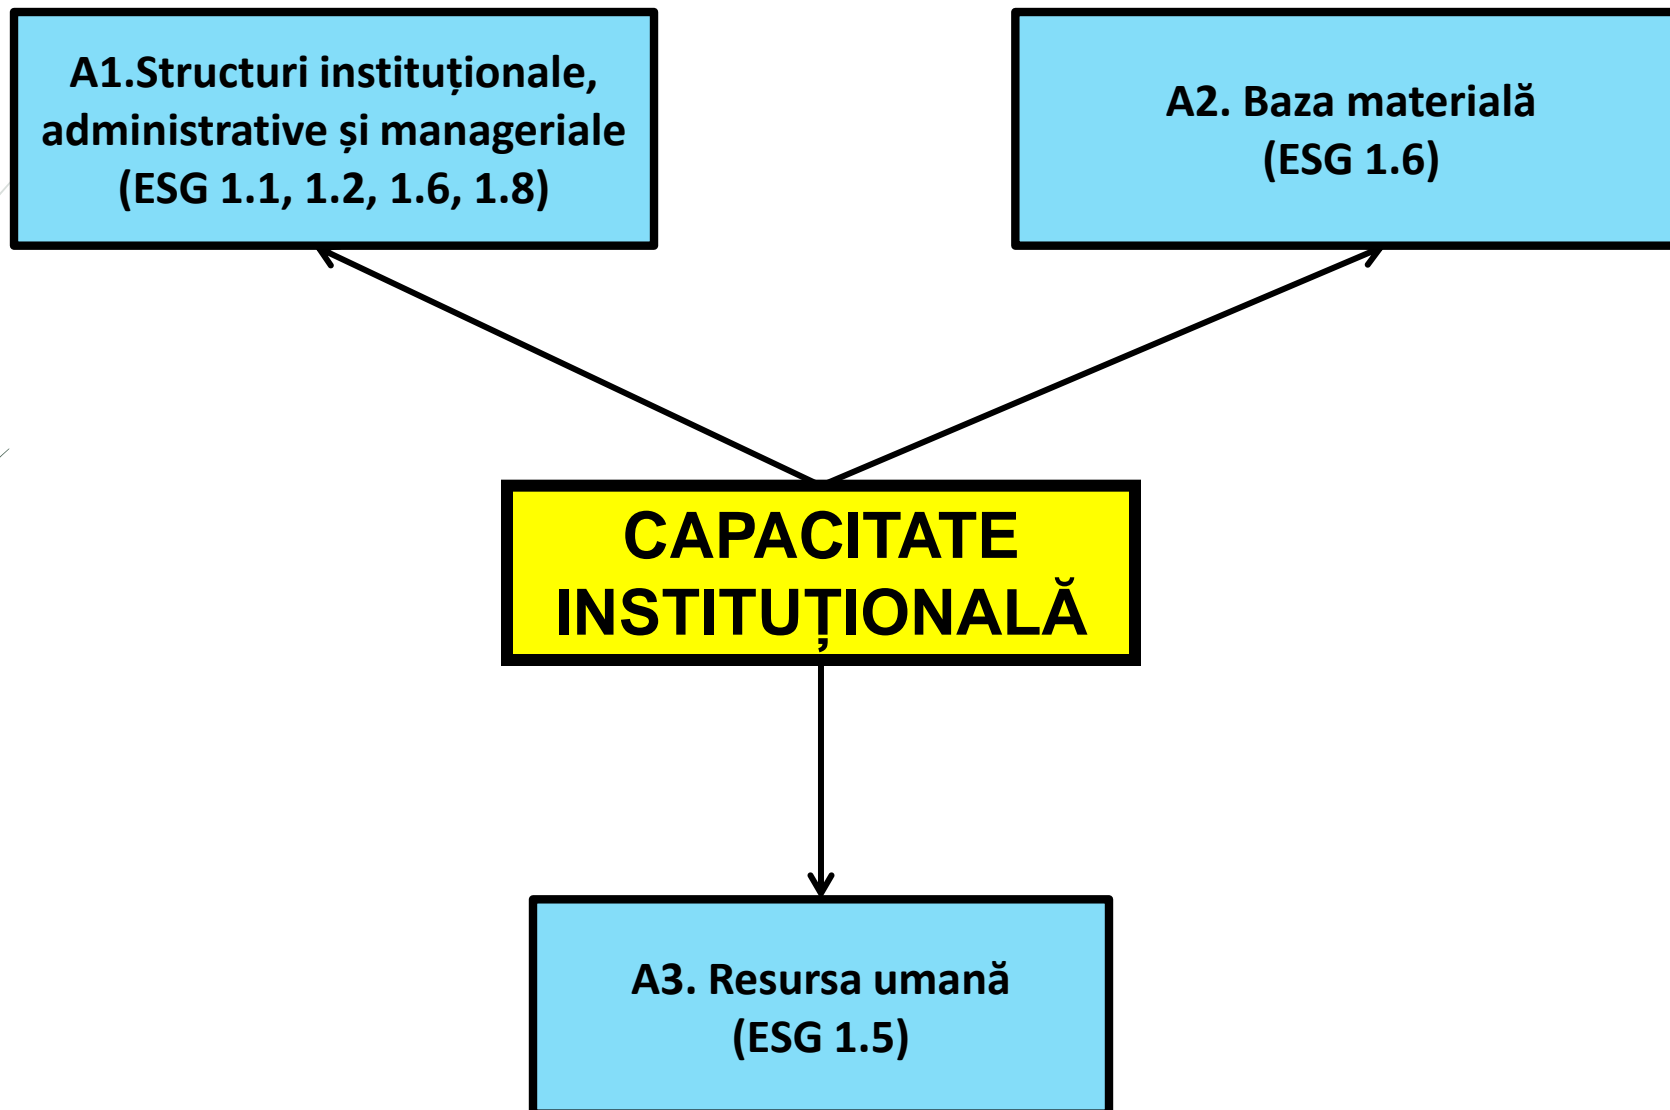 A1.Structuri instituționale,
administrative și manageriale
(ESG 1.1, 1.2, 1.6, 1.8)
A2. Baza materială
(ESG 1.6)
CAPACITATE
INSTITUȚIONALĂ
A3. Resursa umană
(ESG 1.5)